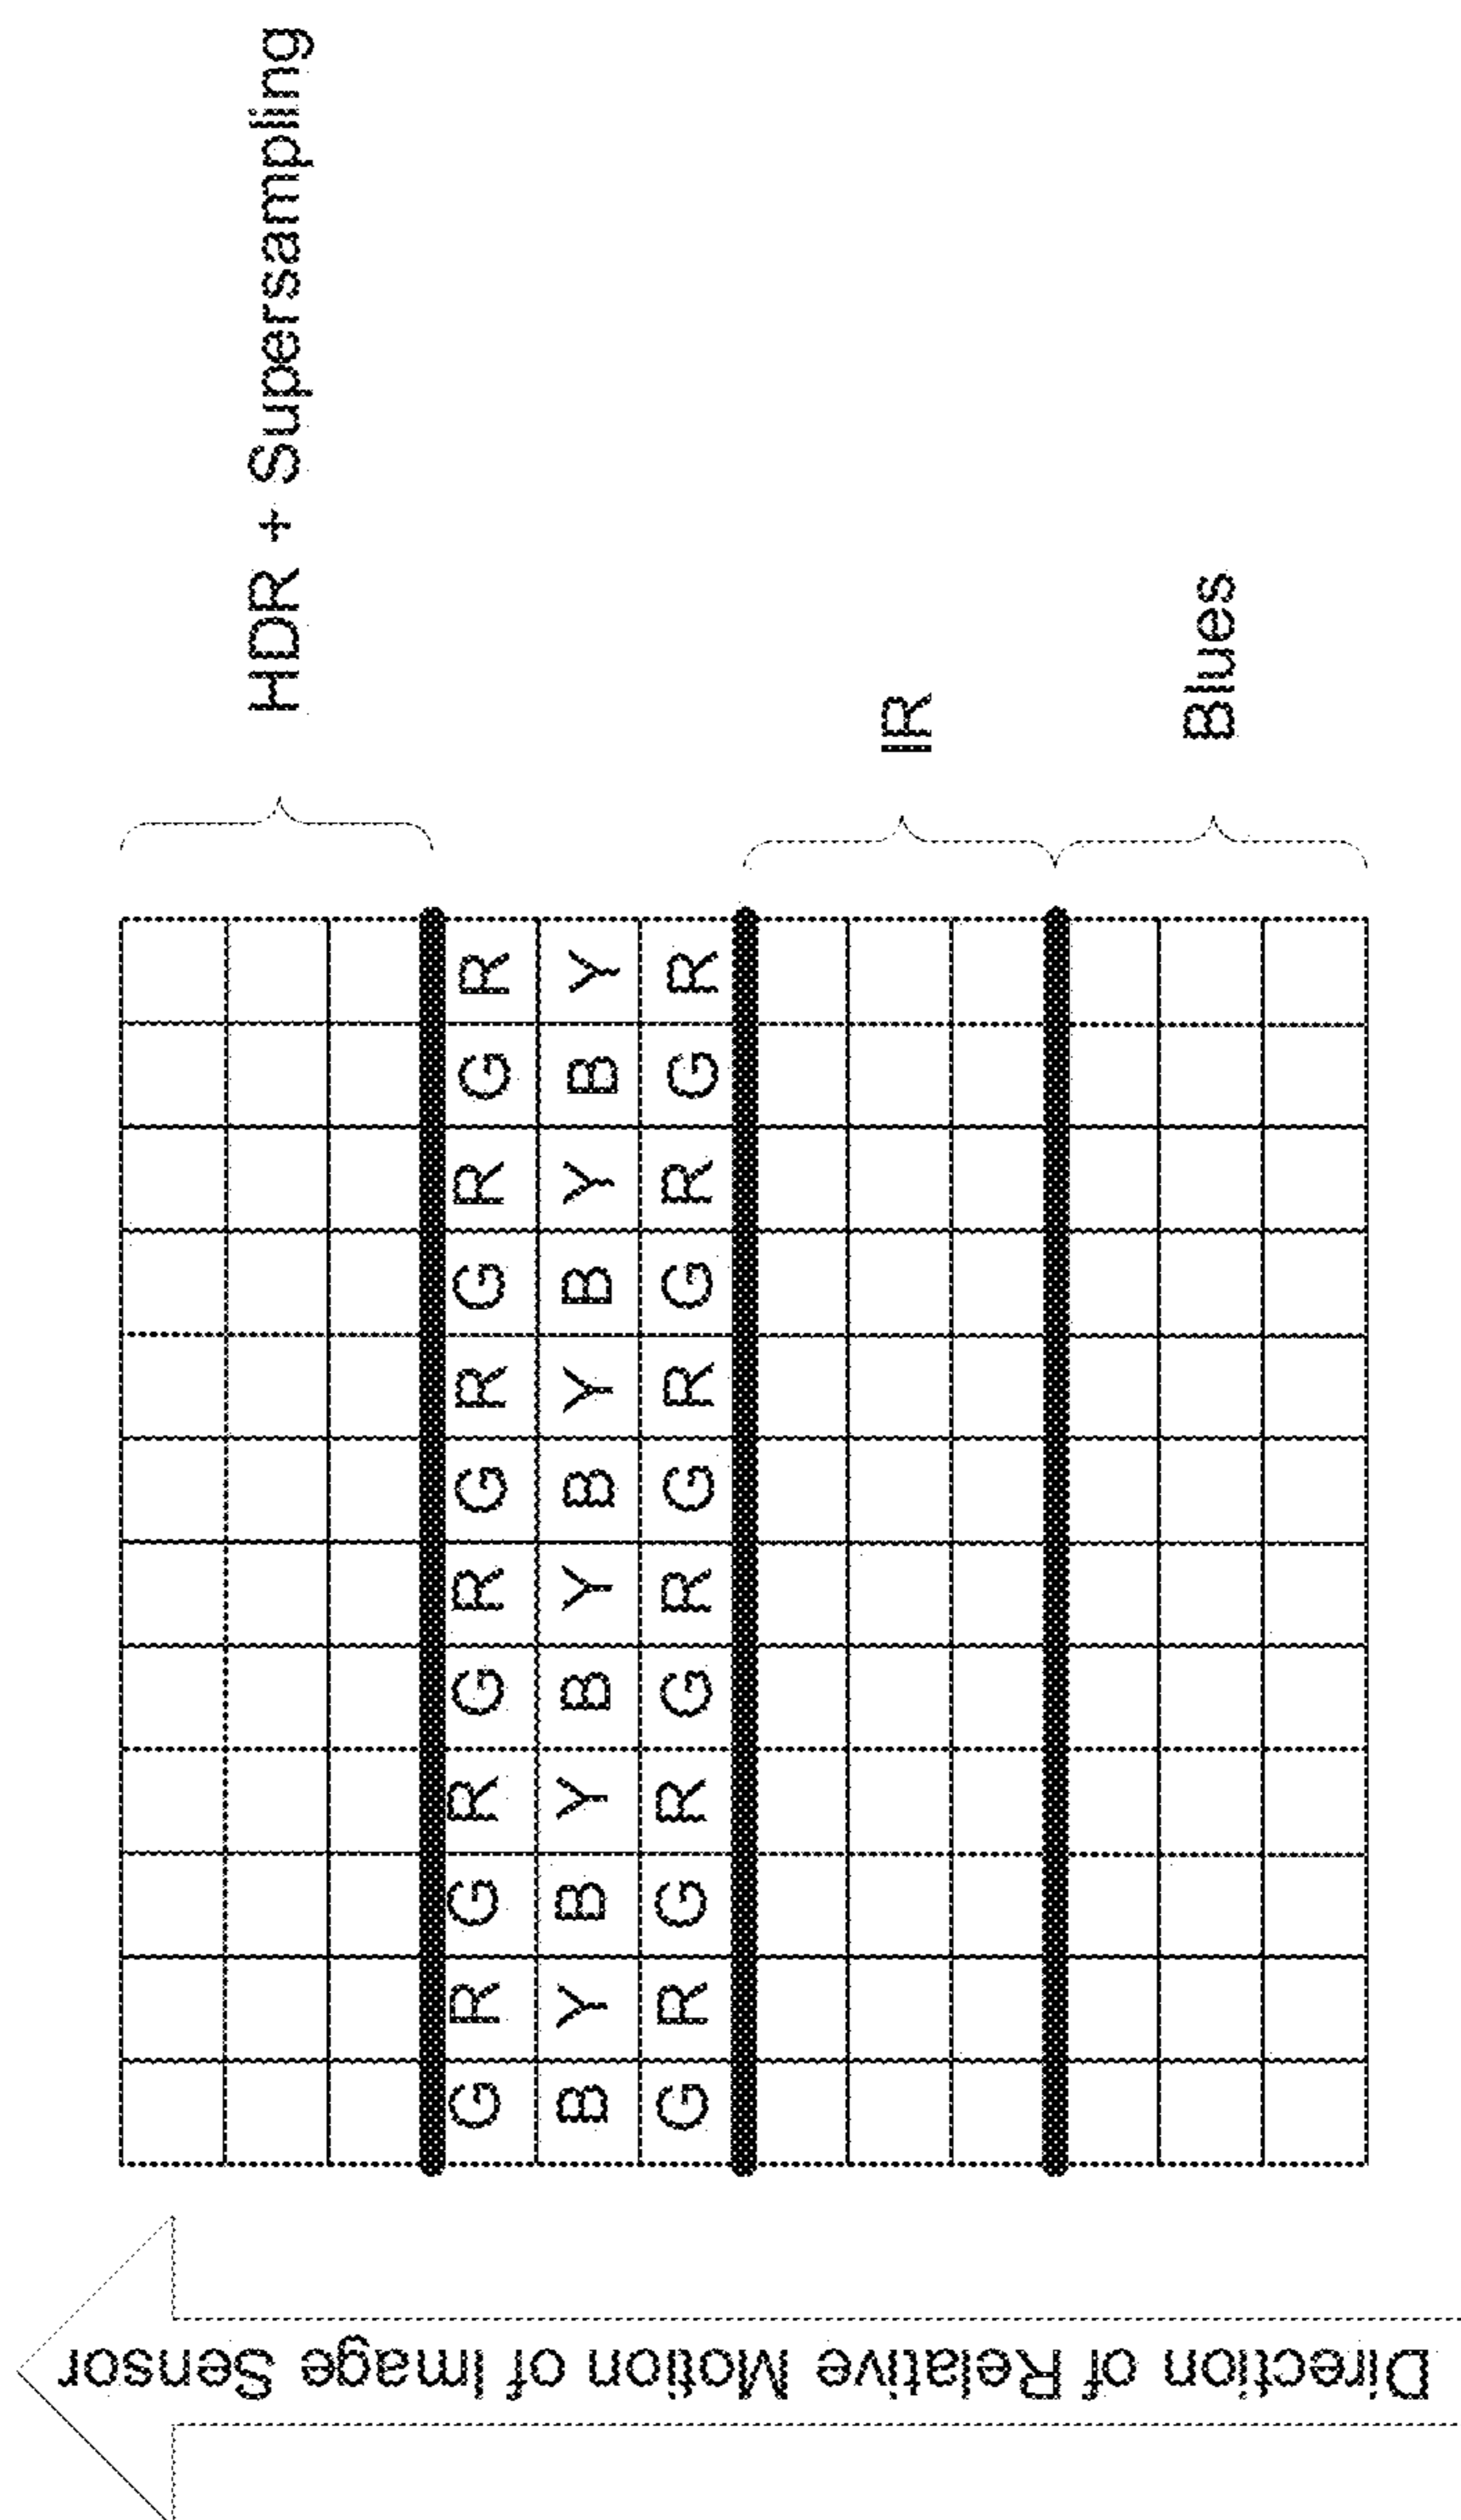 Direction of Relative Motion of Image Sensor
HDR + Supersampling
G R G R G R G R G R G R
B Y B Y B Y B Y B Y B Y
G R G R G R G R G R G R
IR
Blues